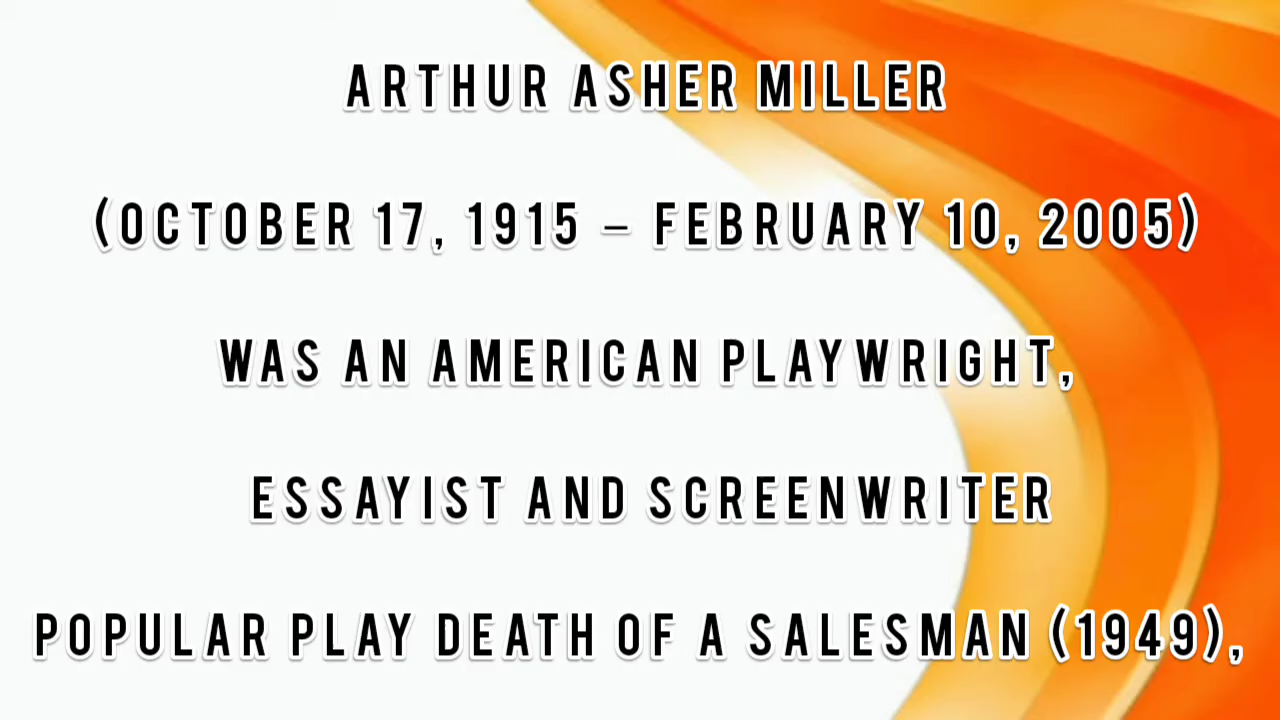 ARTHUR ASHER MILLER
(OCTOBER 17, 1915 – FEBRUARY 10, 2005)
WAS AN AMERICAN PLAYWRIGHT,
ESSAYIST AND SCREENWRITER
POPULAR PLAY DEATH OF A SALESMAN (1949),